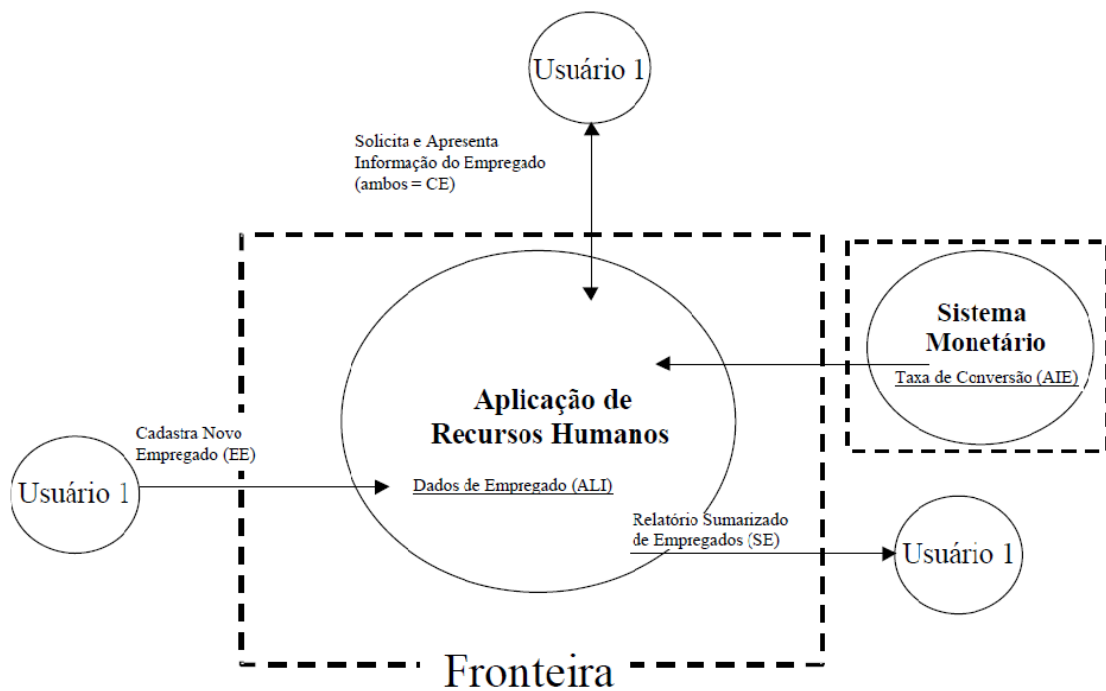 Usuário 1
Solicita e Apresenta
Informação do Empregado
(ambos = CE)
Sistema
Monetário
Taxa de Conversão (AIE)
Aplicação de
Recursos Humanos
Cadastra Novo
Empregado (EE)
Usuário 1
Dados de Empregado (ALI)
Relatório Sumarizado
de Empregados (SE)
Usuário 1
Fronteira